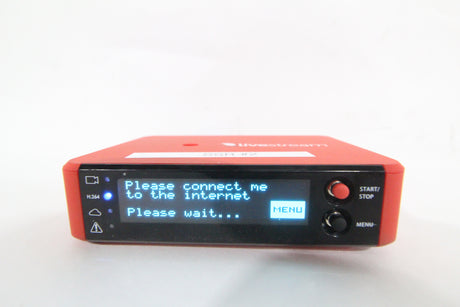 livestream
Please connect me
to the internet
Please wait...
MENU
H.264
START/
STOP
MENU